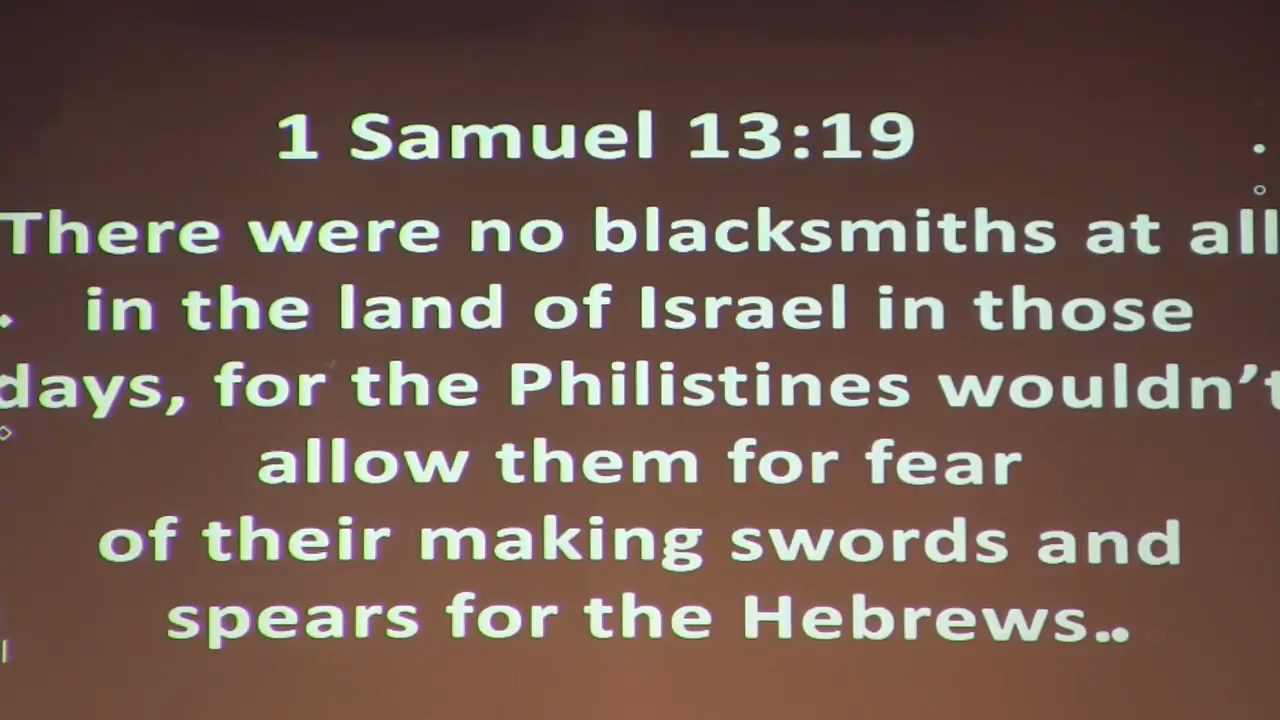 1 Samuel 13:19
There were no blacksmiths at all
in the land of Israel in those
days, for the Philistines wouldn’t
allow them for fear
of their making swords and
spears for the Hebrews..